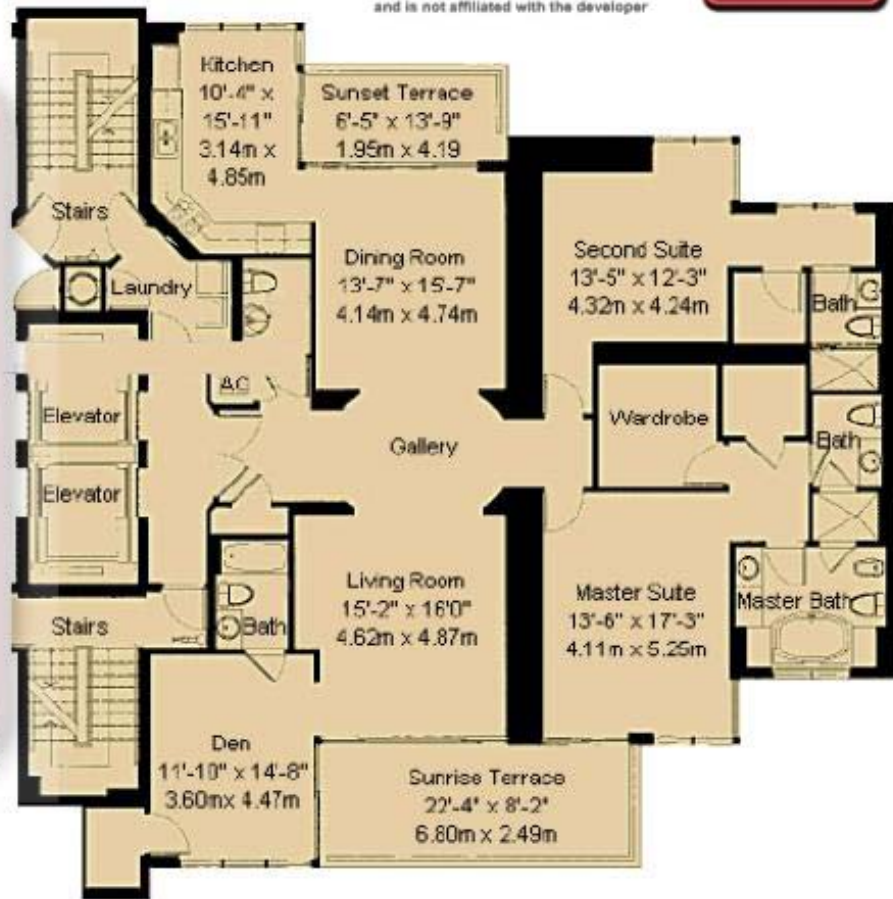 and is not affiliated with the developer
Kitchen
10'-4" x
15'-11"
3.14m x
4.85m
Sunset Terrace
6'-5" x 13'-9"
1.95m x 4.19
Stairs
Laundry
Dining Room
13'-7" x 15'-7"
4.14m x 4.74m
Second Suite
13'-5" x 12'-3"
4.32m x 4.24m
Bath
AC
Elevator
Gallery
Wardrobe
Bath
Elevator
Living Room
15'-2" x 16'0"
4.62m x 4.87m
Master Suite
13'-6" x 17'-3"
4.11m x 5.25m
Master Bath
Stairs
Bath
Den
11'-10" x 14'-8"
3.60mx 4.47m
Sunrise Terrace
22'-4" x 8'-2"
6.80m x 2.49m